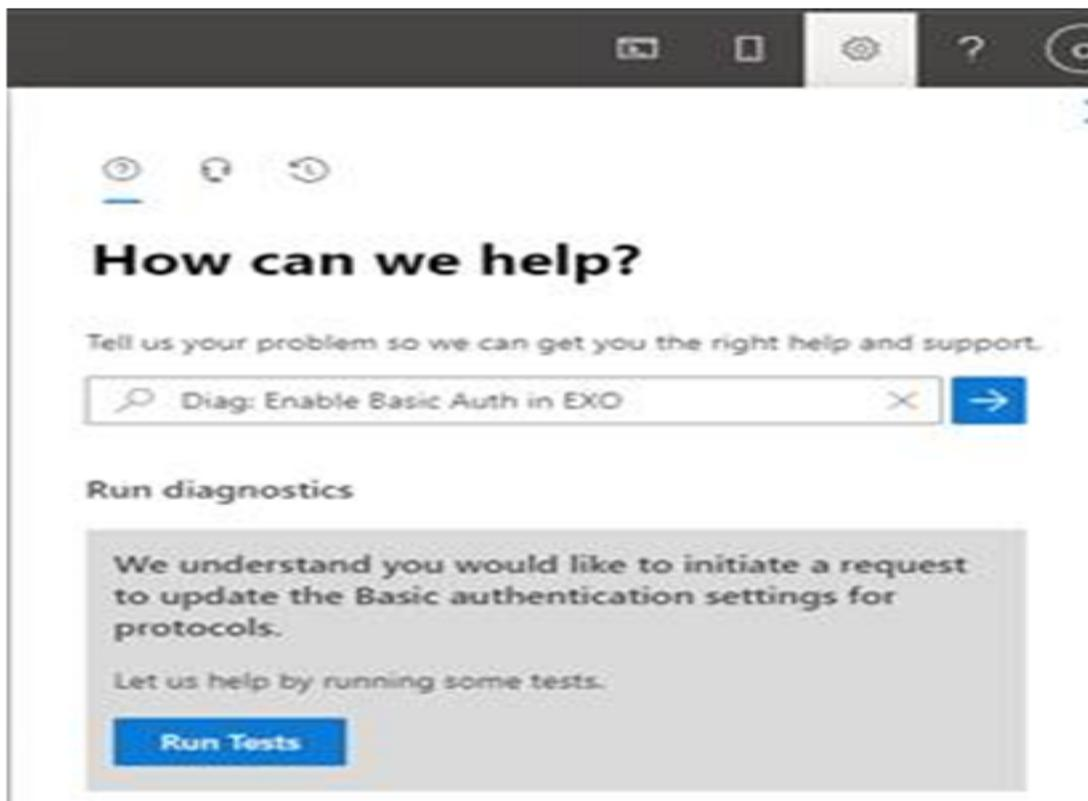 How can we help?
Tell us your problem so we can get you the right help and support.
Diag: Enable Basic Auth in EXO
Run diagnostics
We understand you would like to initiate a request
to update the Basic authentication settings for
protocols.
Let us help by running some tests.
Run Tests